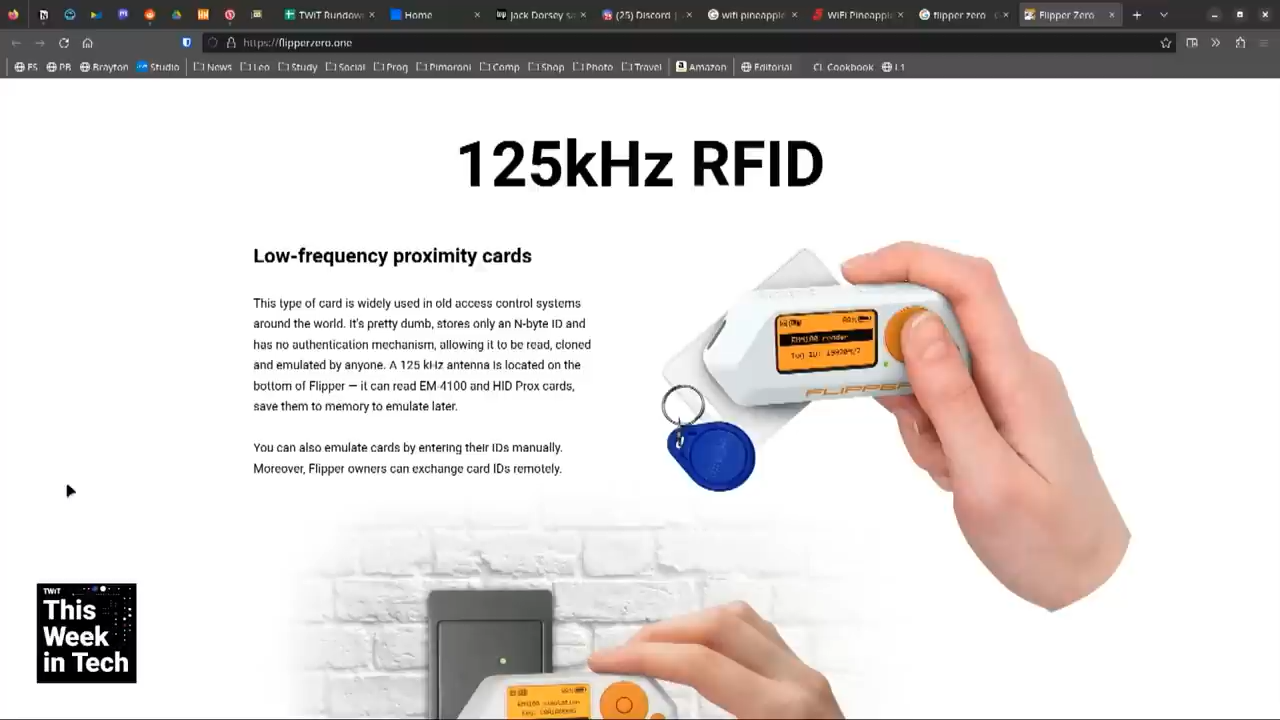 TWiT Rundown
Home
Jack Dorsey s
(25) Discord |
wifi pineapple
WiFi Pineapple
flipper zero
Flipper Zero
https://flipperzero.one
FS
PB
Brayton
Studio
News
Leo
Study
Social
Prog
Pimoroni
Comp
Shop
Photo
Travel
Amazon
Editorial
CL Cookbook
L1
125kHz RFID
Low-frequency proximity cards
This type of card is widely used in old access control systems
around the world. It's pretty dumb, stores only an N-byte ID and
has no authentication mechanism, allowing it to be read, cloned
and emulated by anyone. A 125 kHz antenna is located on the
bottom of Flipper — it can read EM-4100 and HID Prox cards,
save them to memory to emulate later.
You can also emulate cards by entering their IDs manually.
Moreover, Flipper owners can exchange card IDs remotely.
FLIPPER
TWiT
This
Week
in Tech